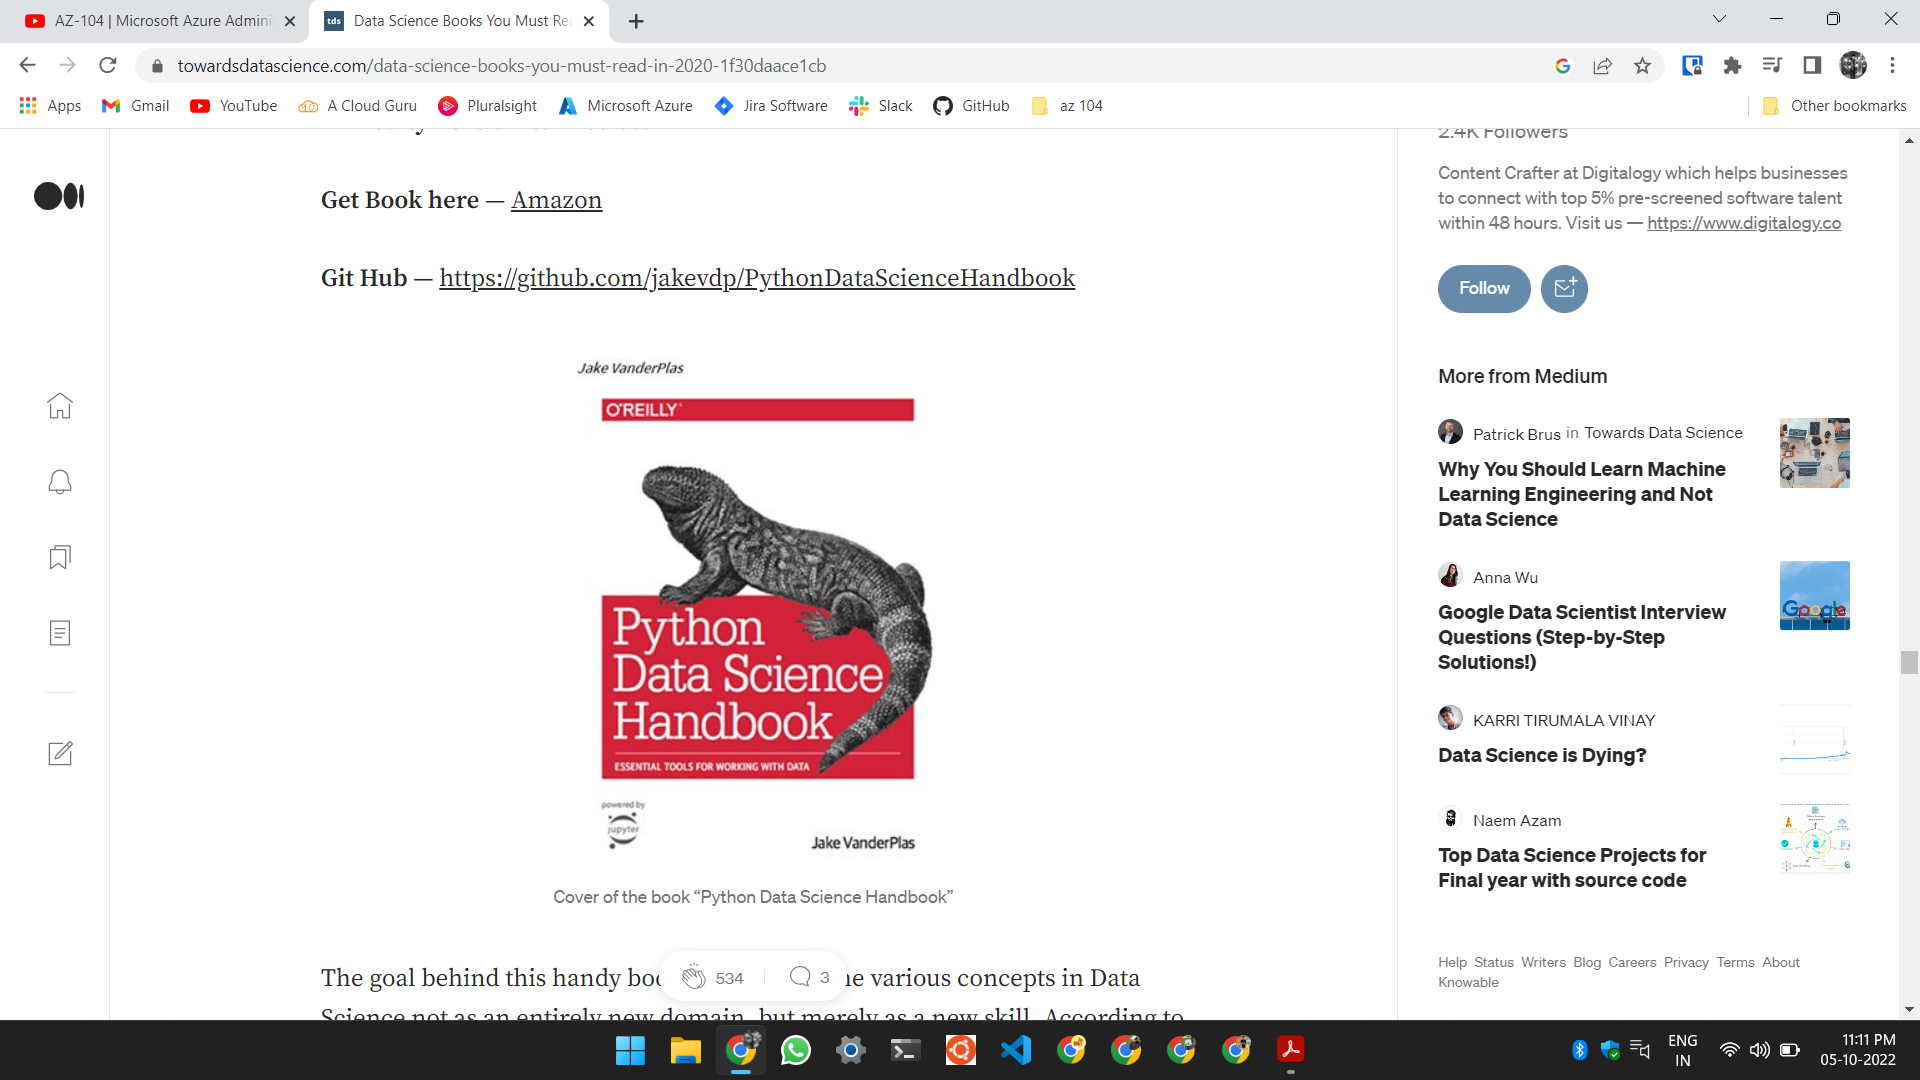 AZ-104 | Microsoft Azure Admini
tds
Data Science Books You Must Re
towardsdatascience.com/data-science-books-you-must-read-in-2020-1f30daace1cb
Apps
Gmail
YouTube
A Cloud Guru
Pluralsight
Microsoft Azure
Jira Software
Slack
GitHub
az 104
Other bookmarks
Get Book here — Amazon
Git Hub — https://github.com/jakevdp/PythonDataScienceHandbook
Jake VanderPlas
O'REILLY
Python
Data Science
Handbook
ESSENTIAL TOOLS FOR WORKING WITH DATA
powered by
jupyter
Jake VanderPlas
Cover of the book “Python Data Science Handbook”
The goal behind this handy
534
3
various concepts in Data
Science not as an entirely new domain, but merely as a new skill. According to
2.4K Followers
Content Crafter at Digitalogy which helps businesses
to connect with top 5% pre-screened software talent
within 48 hours. Visit us — https://www.digitalogy.co
Follow
More from Medium
Patrick Brus in Towards Data Science
Why You Should Learn Machine
Learning Engineering and Not
Data Science
Anna Wu
Google Data Scientist Interview
Questions (Step-by-Step
Solutions!)
Google
KARRI TIRUMALA VINAY
Data Science is Dying?
Naem Azam
Top Data Science Projects for
Final year with source code
Help Status Writers Blog Careers Privacy Terms About
Knowable
ENG
IN
11:11 PM
05-10-2022